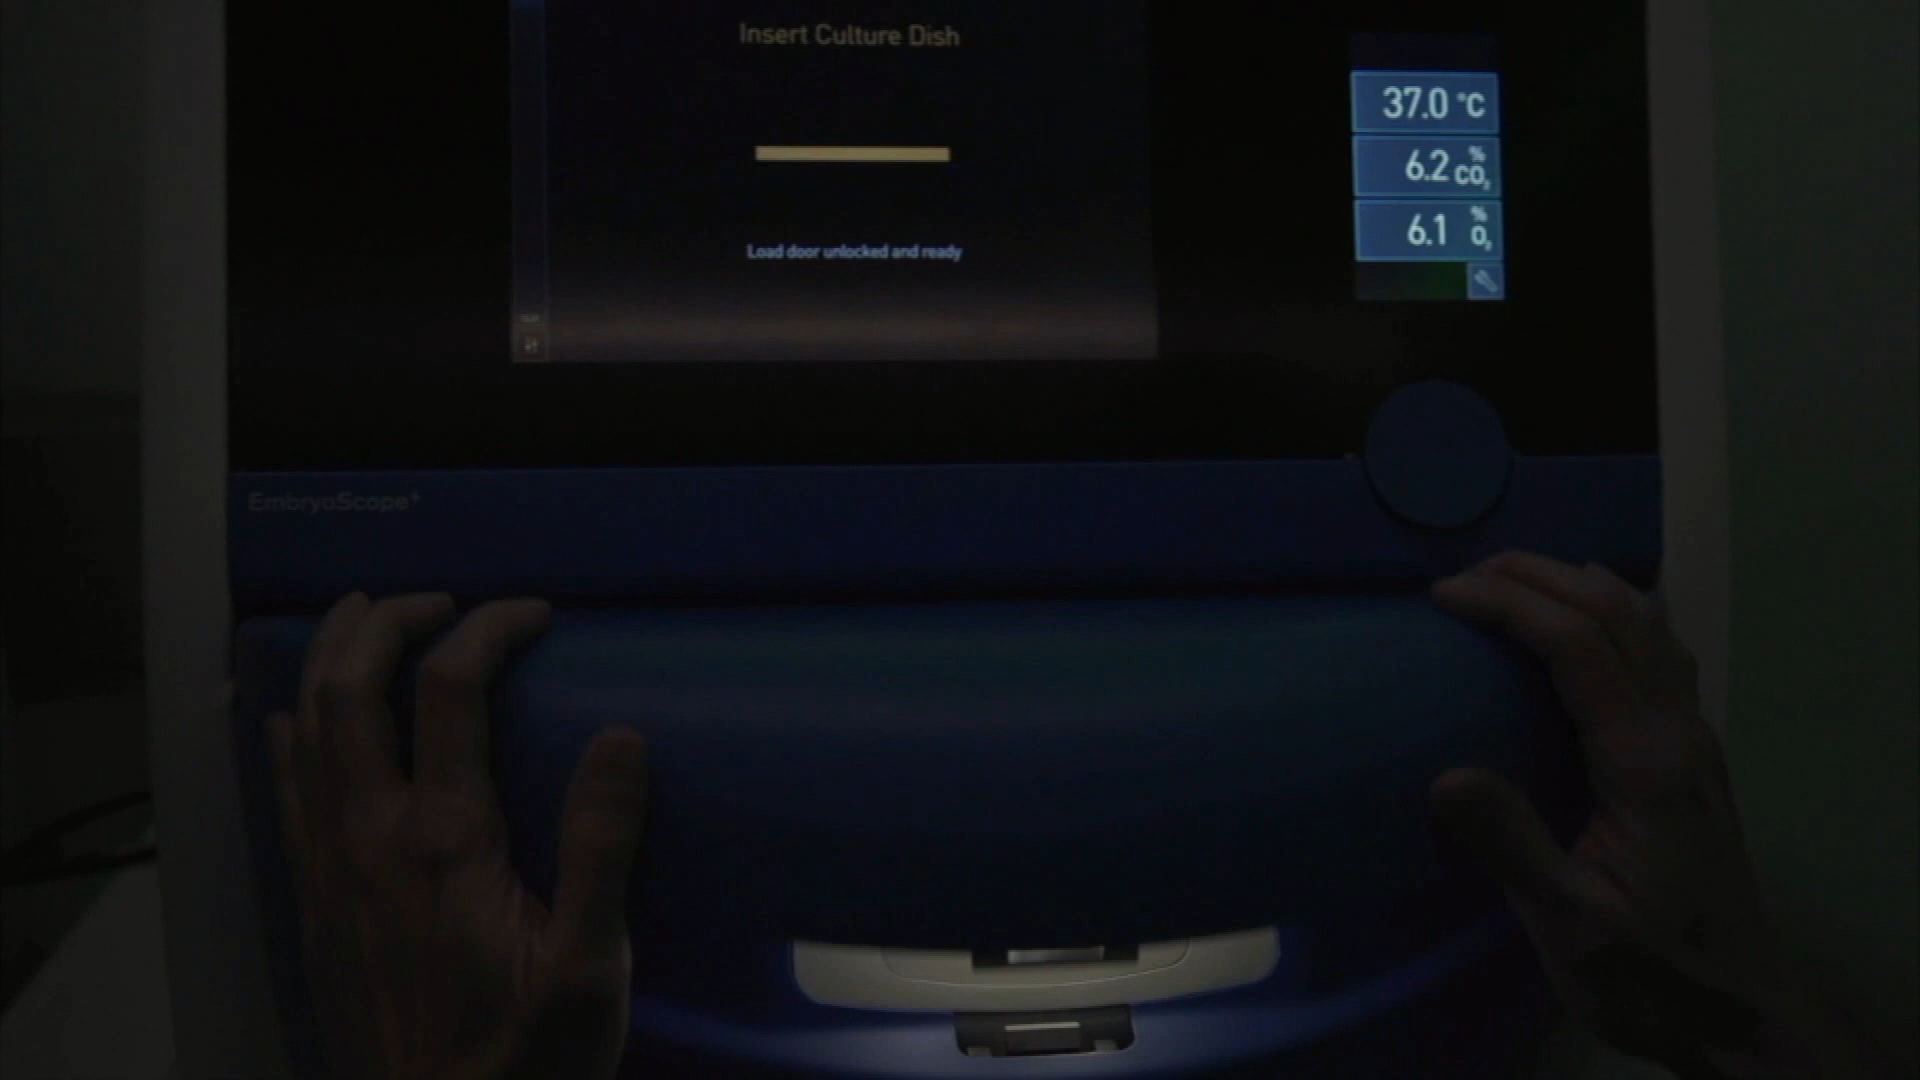 Insert Culture Dish
37.0 °C
6.2 % CO₂
6.1 % O₂
Load door unlocked and ready
EmbryoScope+